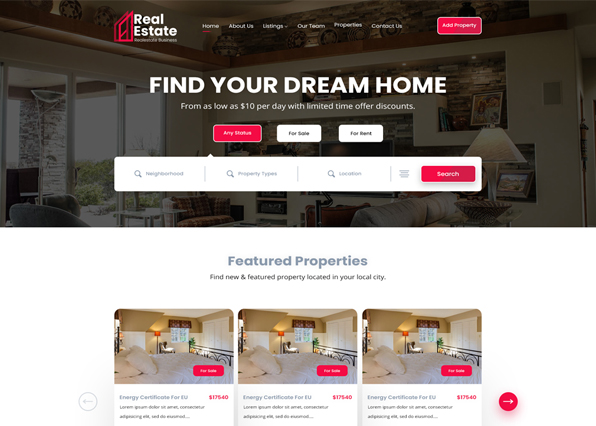 Real
Estate
Realestate Business
Home
About Us
Listings
Our Team
Properties
Contact Us
Add Property
FIND YOUR DREAM HOME
From as low as $10 per day with limited time offer discounts.
Any Status
For Sale
For Rent
Neighborhood
Property Types
Location
Search
Featured Properties
Find new & featured property located in your local city.
For Sale
For Sale
For Sale
Energy Certificate For EU $17540
Lorem ipsum dolor sit amet, consectetur
adipiscing elit, sed do eiusmod....
Energy Certificate For EU $17540
Lorem ipsum dolor sit amet, consectetur
adipiscing elit, sed do eiusmod....
Energy Certificate For EU $17540
Lorem ipsum dolor sit amet, consectetur
adipiscing elit, sed do eiusmod....